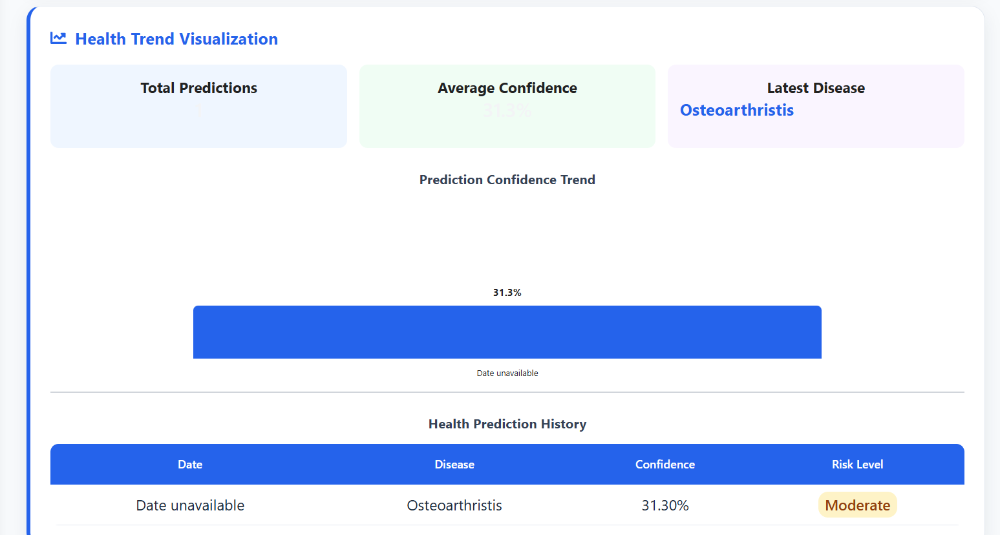 Health Trend Visualization
Total Predictions
1
Average Confidence
31.3%
Latest Disease
Osteoarthristis
Prediction Confidence Trend
31.3%
Date unavailable
Health Prediction History
Date Disease Confidence Risk Level
Date unavailable Osteoarthristis 31.30% Moderate